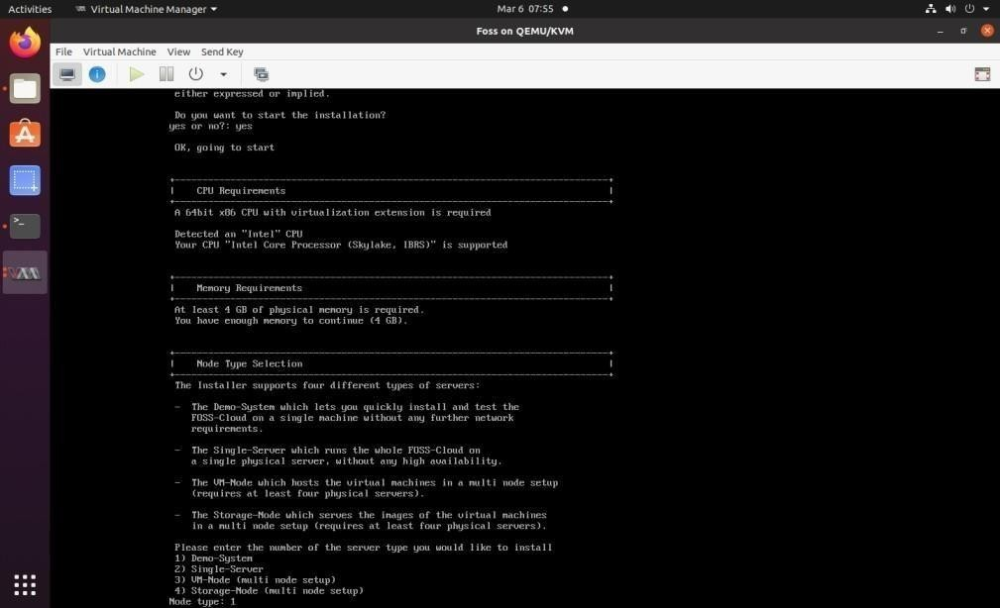 Activities Virtual Machine Manager Mar 6 07:55
Foss on QEMU/KVM
File Virtual Machine View Send Key
either expressed or implied.
Do you want to start the installation?
yes or no?: yes
OK, going to start
CPU Requirements
A 64bit x86 CPU with virtualization extension is required
Detected an "Intel" CPU
Your CPU "Intel Core Processor (Skylake, IBRS)" is supported
Memory Requirements
At least 4 GB of physical memory is required.
You have enough memory to continue (4 GB).
Node Type Selection
The Installer supports four different types of servers:
- The Demo-System which lets you quickly install and test the
FOSS-Cloud on a single machine without any further network
requirements.
- The Single-Server which runs the whole FOSS-Cloud on
a single physical server, without any high availability.
- The VM-Node which hosts the virtual machines in a multi node setup
(requires at least four physical servers).
- The Storage-Node which serves the images of the virtual machines
in a multi node setup (requires at least four physical servers).
Please enter the number of the server type you would like to install
1) Demo-System
2) Single-Server
3) VM-Node (multi node setup)
4) Storage-Node (multi node setup)
Node type: 1